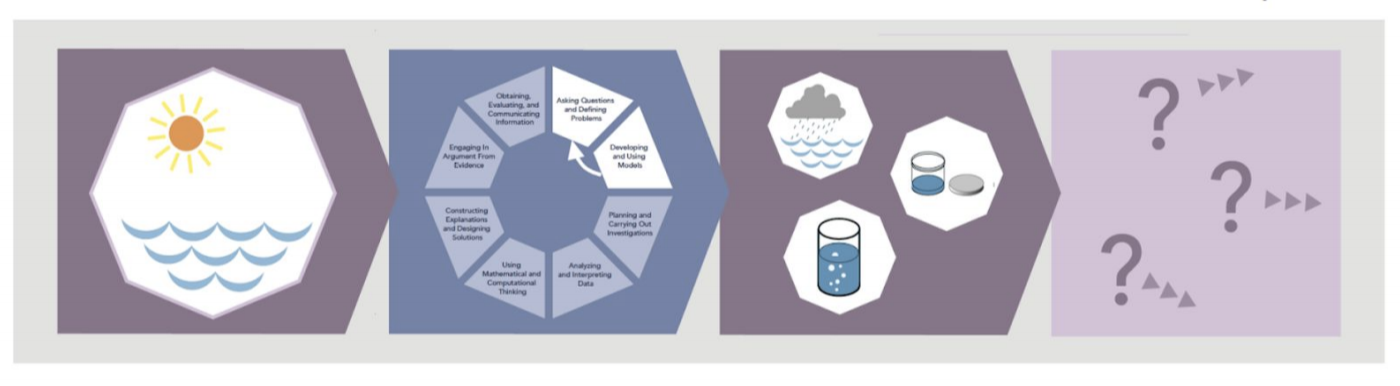 Obtaining,
Evaluating, and
Communicating
Information
Asking Questions
and Defining
Problems
Developing
and Using
Models
Planning and
Carrying Out
Investigations
Analyzing
and Interpreting
Data
Using
Mathematical and
Computational
Thinking
Constructing
Explanations
and Designing
Solutions
Engaging In
Argument From
Evidence
?
?
?